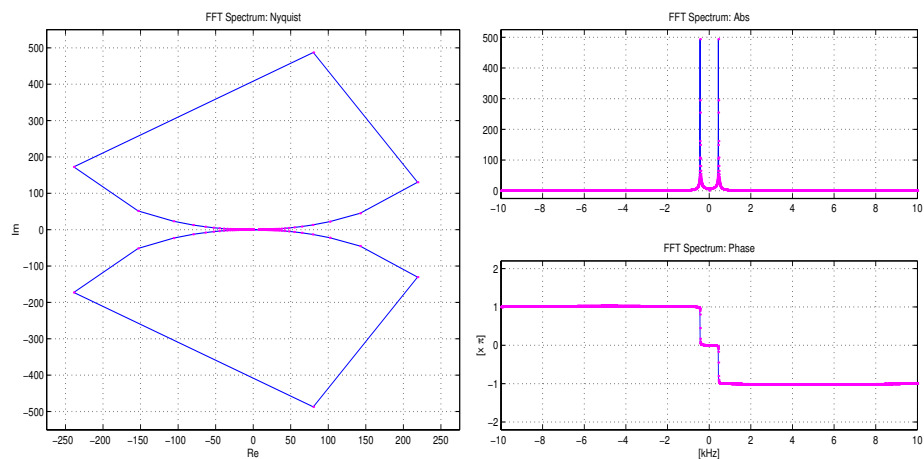 FFT Spectrum: Nyquist
500
400
300
200
100
0
-100
-200
-300
-400
-500
Im
-250 -200 -150 -100 -50 0 50 100 150 200 250
Re
FFT Spectrum: Abs
500
400
300
200
100
0
-10 -8 -6 -4 -2 0 2 4 6 8 10
FFT Spectrum: Phase
2
1
0
-1
-2
[x π]
-10 -8 -6 -4 -2 0 2 4 6 8 10
[kHz]